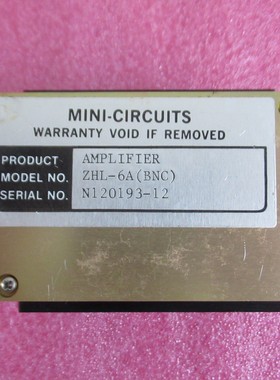 MINI-CIRCUITS
WARRANTY VOID IF REMOVED
PRODUCT AMPLIFIER
MODEL NO. ZHL-6A(BNC)
SERIAL NO. N120193-12